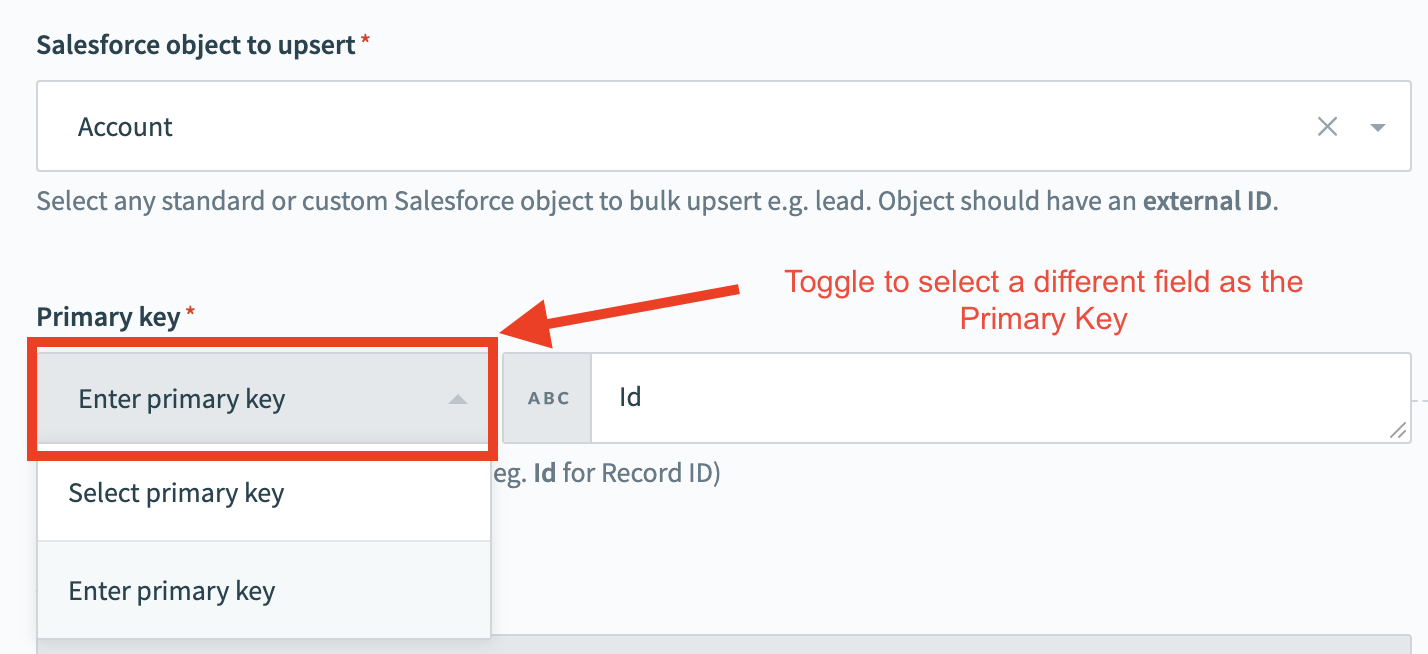 Salesforce object to upsert *
Account
Select any standard or custom Salesforce object to bulk upsert e.g. lead. Object should have an external ID.
Toggle to select a different field as the
Primary Key
Primary key *
Enter primary key
ABC
Id
eg. Id for Record ID)
Select primary key
Enter primary key